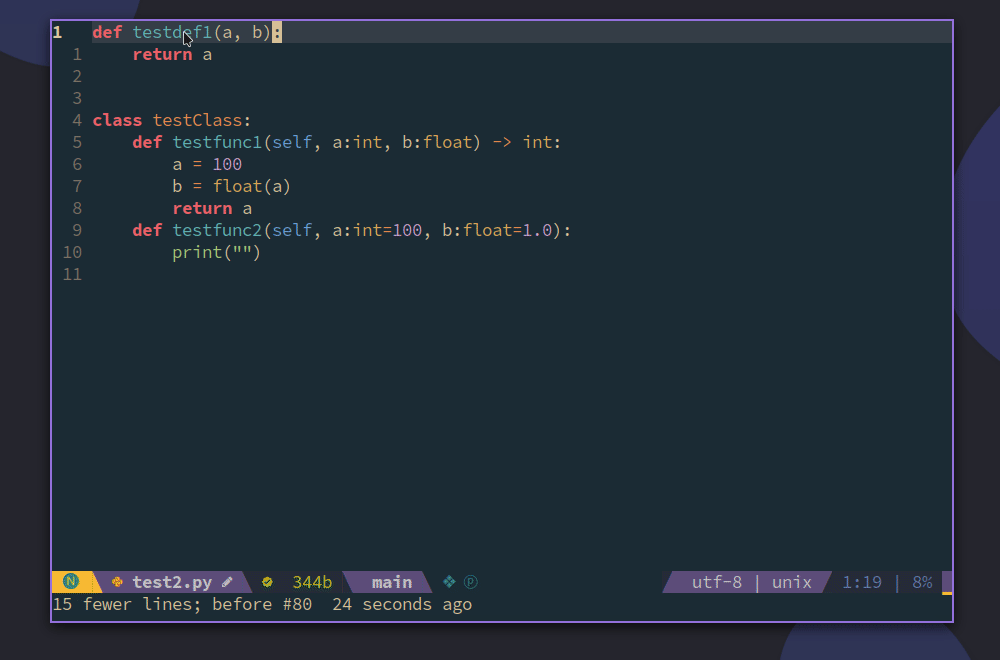 1 def testdef1(a, b):
1     return a
2
3
4 class testClass:
5     def testfunc1(self, a:int, b:float) -> int:
6         a = 100
7         b = float(a)
8         return a
9     def testfunc2(self, a:int=100, b:float=1.0):
10         print("")
11
N test2.py 344b main p utf-8 | unix 1:19 | 8%
15 fewer lines; before #80  24 seconds ago